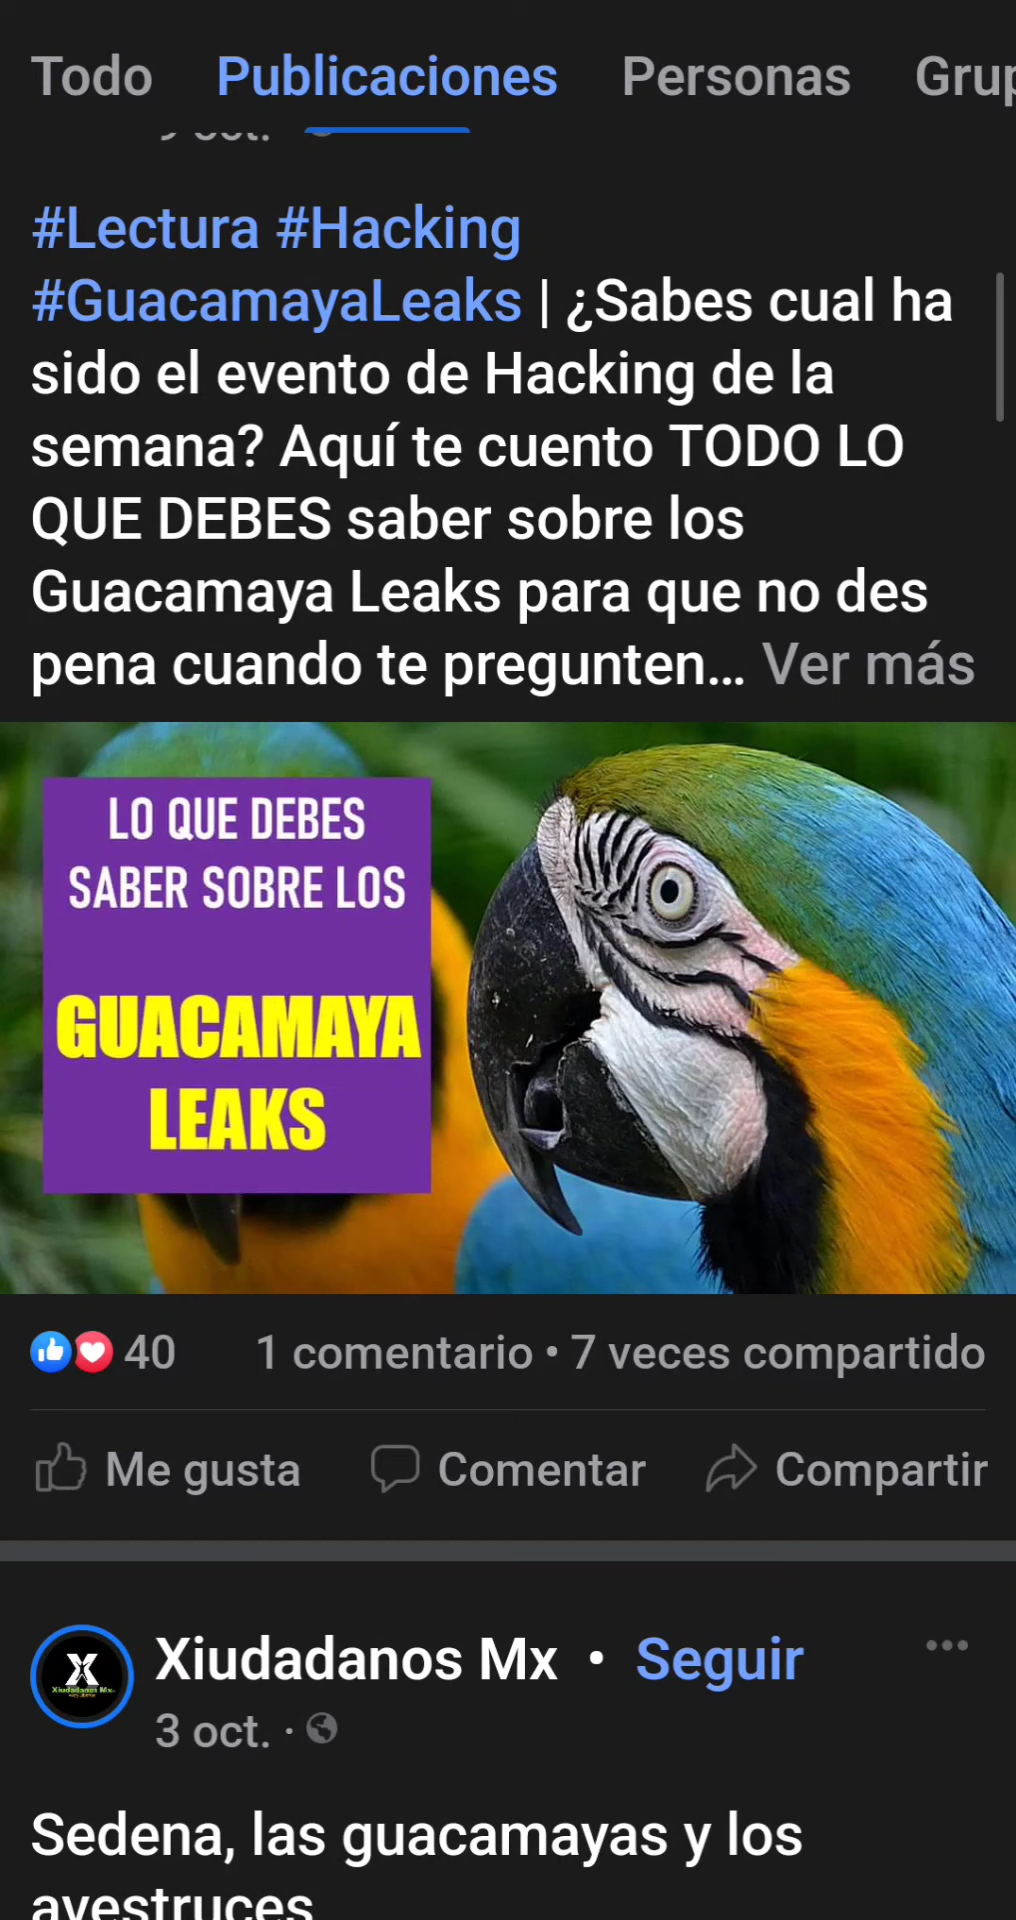 Todo Publicaciones Personas Grup
#Lectura #Hacking
#GuacamayaLeaks | ¿Sabes cual ha
sido el evento de Hacking de la
semana? Aquí te cuento TODO LO
QUE DEBES saber sobre los
Guacamaya Leaks para que no des
pena cuando te pregunten... Ver más
LO QUE DEBES
SABER SOBRE LOS
GUACAMAYA
LEAKS
40 1 comentario • 7 veces compartido
Me gusta Comentar Compartir
Xiudadanos Mx • Seguir
3 oct. ·
Sedena, las guacamayas y los
avestruces